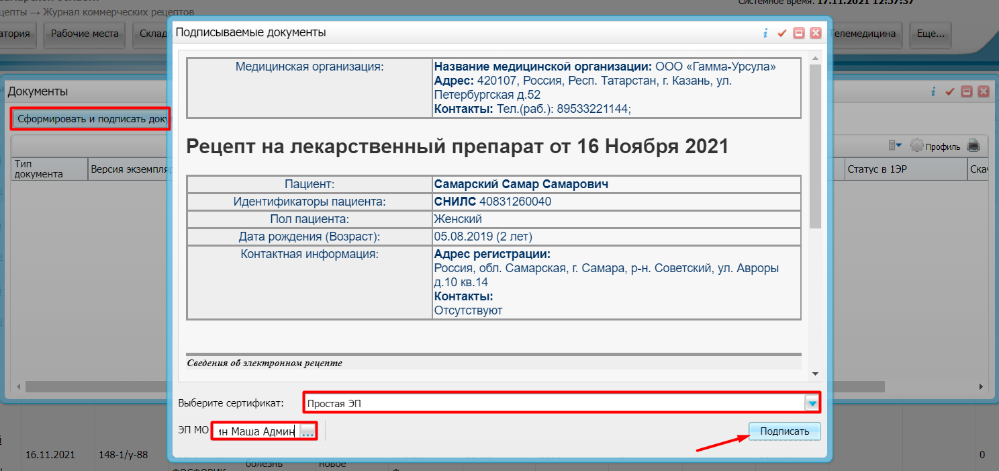 Системное время: 17.11.2021 12:57:37
цепты → Журнал коммерческих рецептов
атория
Рабочие места
Склад
Телемедицина
Еще...
Документы
Сформировать и подписать доку
Профиль
Тип документа
Версия экземпляр
Статус в 1ЭР
Скач
Подписываемые документы
Медицинская организация:
Название медицинской организации: ООО «Гамма-Урсула»
Адрес: 420107, Россия, Респ. Татарстан, г. Казань, ул.
Петербургская д.52
Контакты: Тел.(раб.): 89533221144;
Рецепт на лекарственный препарат от 16 Ноября 2021
Пациент:
Самарский Самар Самарович
Идентификаторы пациента:
СНИЛС 40831260040
Пол пациента:
Женский
Дата рождения (Возраст):
05.08.2019 (2 лет)
Контактная информация:
Адрес регистрации:
Россия, обл. Самарская, г. Самара, р-н. Советский, ул. Авроры
д.10 кв.14
Контакты:
Отсутствуют
Сведения об электронном рецепте
Выберите сертификат:
Простая ЭП
ЭП МО
ин Маша Админ
...
Подписать
16.11.2021
148-1/у-88
болезнь
новое
0